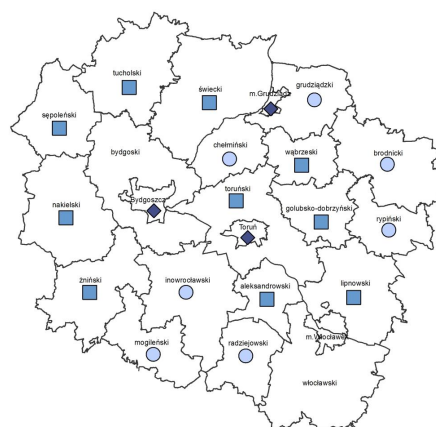 tucholski
świecki
m.Grudziądz
grudziądzki
sępoleński
bydgoski
chełmiński
wąbrzeski
brodnicki
nakielski
Bydgoszcz
toruński
golubsko-dobrzyński
rypiński
Toruń
żniński
inowrocławski
aleksandrowski
lipnowski
mogileński
radziejowski
m.Włocławek
włocławski